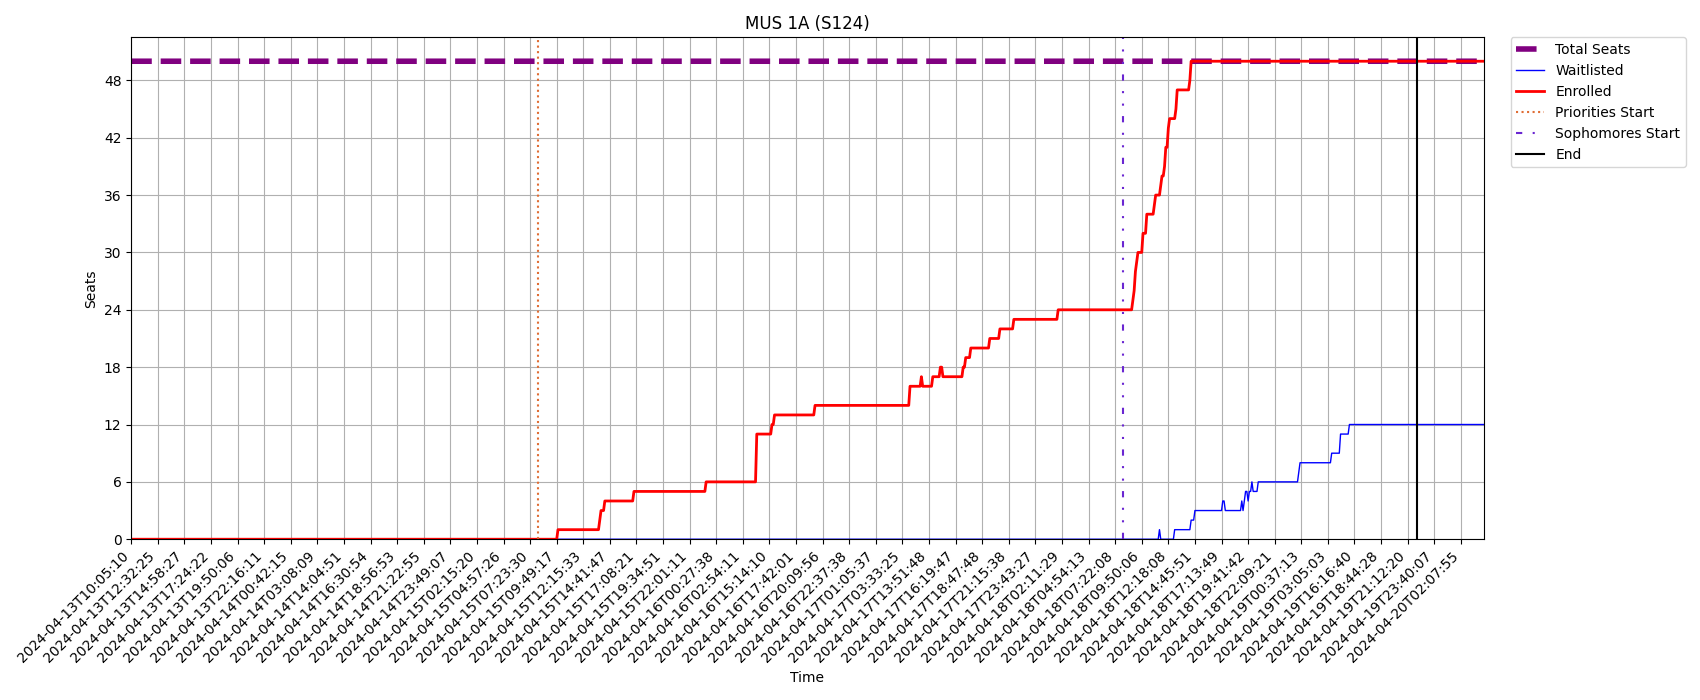 MUS 1A (S124)
Total Seats
Waitlisted
Enrolled
Priorities Start
Sophomores Start
End
Seats
48
42
36
30
24
18
12
6
0
2024-04-13T10:05:10
2024-04-13T12:32:25
2024-04-13T14:58:27
2024-04-13T17:24:22
2024-04-13T19:50:06
2024-04-13T22:16:11
2024-04-14T00:42:15
2024-04-14T03:08:09
2024-04-14T14:04:51
2024-04-14T16:30:54
2024-04-14T18:56:53
2024-04-14T21:22:55
2024-04-14T23:49:07
2024-04-15T02:15:20
2024-04-15T04:57:26
2024-04-15T07:23:30
2024-04-15T09:49:17
2024-04-15T12:15:33
2024-04-15T14:41:47
2024-04-15T17:08:21
2024-04-15T19:34:51
2024-04-15T22:01:11
2024-04-16T00:27:38
2024-04-16T02:54:11
2024-04-16T15:14:10
2024-04-16T17:42:01
2024-04-16T20:09:56
2024-04-16T22:37:38
2024-04-17T01:05:37
2024-04-17T03:33:25
2024-04-17T13:51:48
2024-04-17T16:19:47
2024-04-17T18:47:48
2024-04-17T21:15:38
2024-04-17T23:43:27
2024-04-18T02:11:29
2024-04-18T04:54:13
2024-04-18T07:22:08
2024-04-18T09:50:06
2024-04-18T12:18:08
2024-04-18T14:45:51
2024-04-18T17:13:49
2024-04-18T19:41:42
2024-04-18T22:09:21
2024-04-19T00:37:13
2024-04-19T03:05:03
2024-04-19T16:16:40
2024-04-19T18:44:28
2024-04-19T21:12:20
2024-04-19T23:40:07
2024-04-20T02:07:55
Time